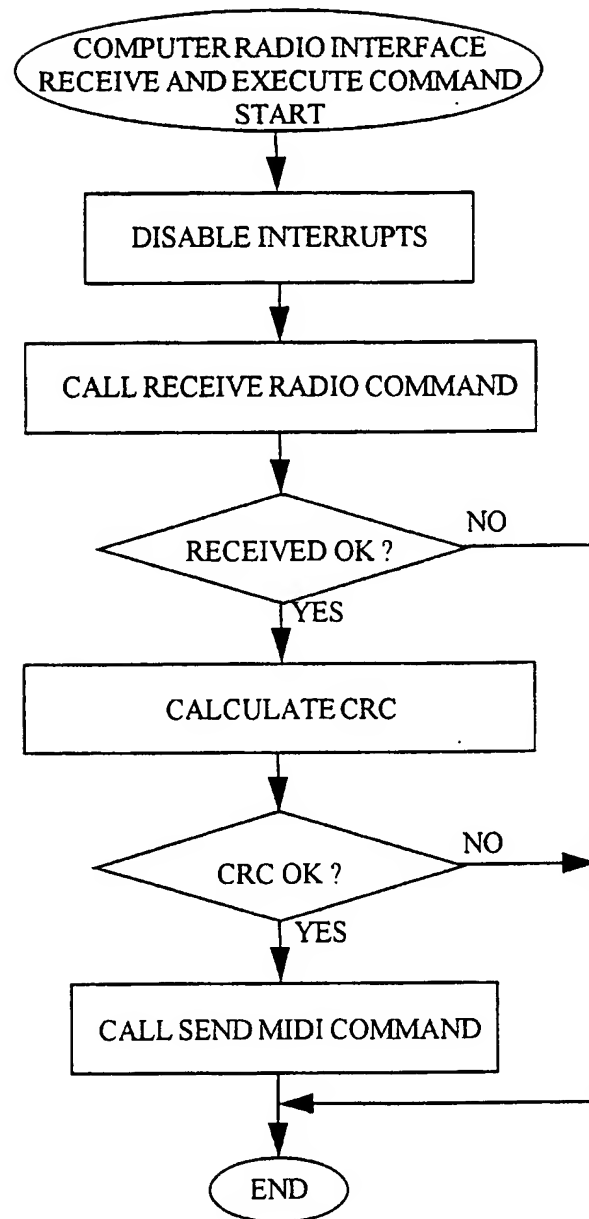 COMPUTER RADIO INTERFACE
RECEIVE AND EXECUTE COMMAND
START
DISABLE INTERRUPTS
CALL RECEIVE RADIO COMMAND
RECEIVED OK ?
NO
YES
CALCULATE CRC
CRC OK ?
NO
YES
CALL SEND MIDI COMMAND
END